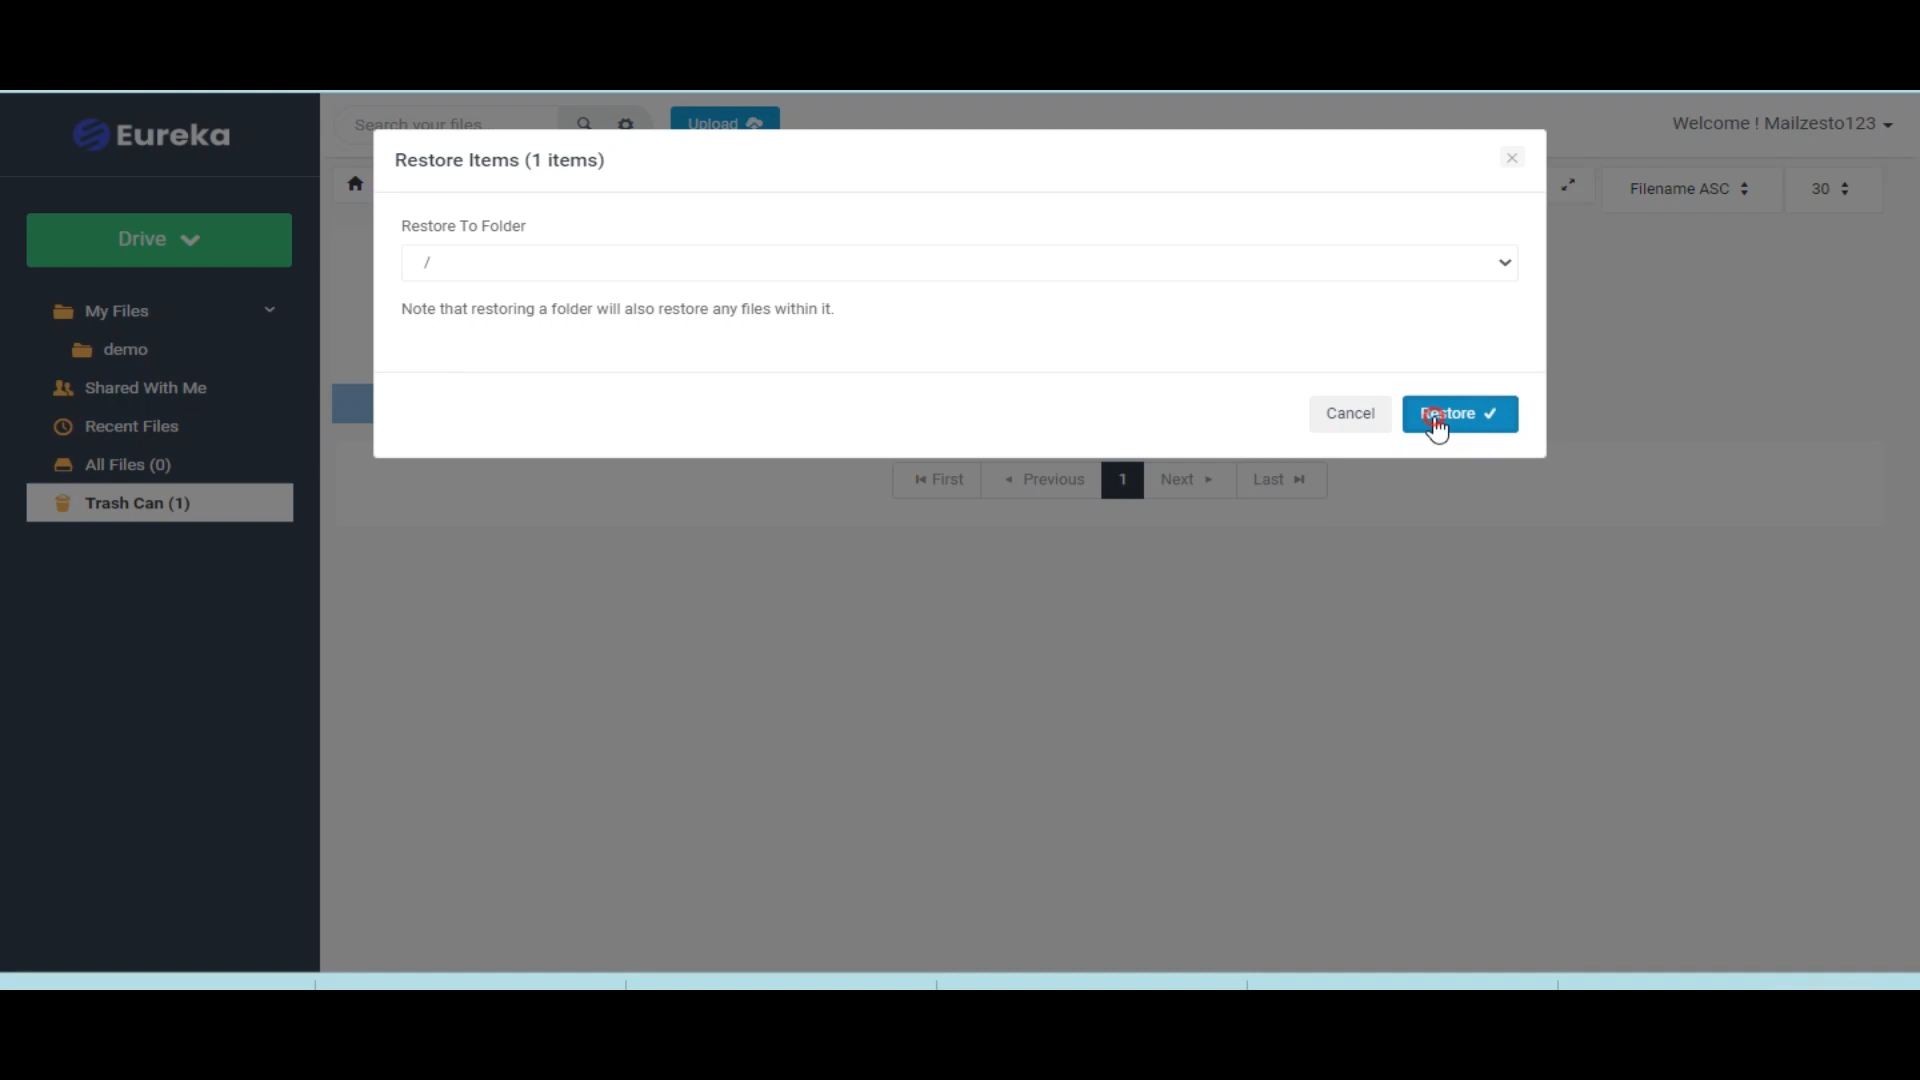 Eureka
Search your files...
Upload
Welcome ! Mailzesto123
Restore Items (1 items)
Filename ASC
30
Drive
Restore To Folder
/
Note that restoring a folder will also restore any files within it.
My Files
demo
Shared With Me
Recent Files
All Files (0)
Trash Can (1)
Cancel
Restore
First
Previous
1
Next
Last